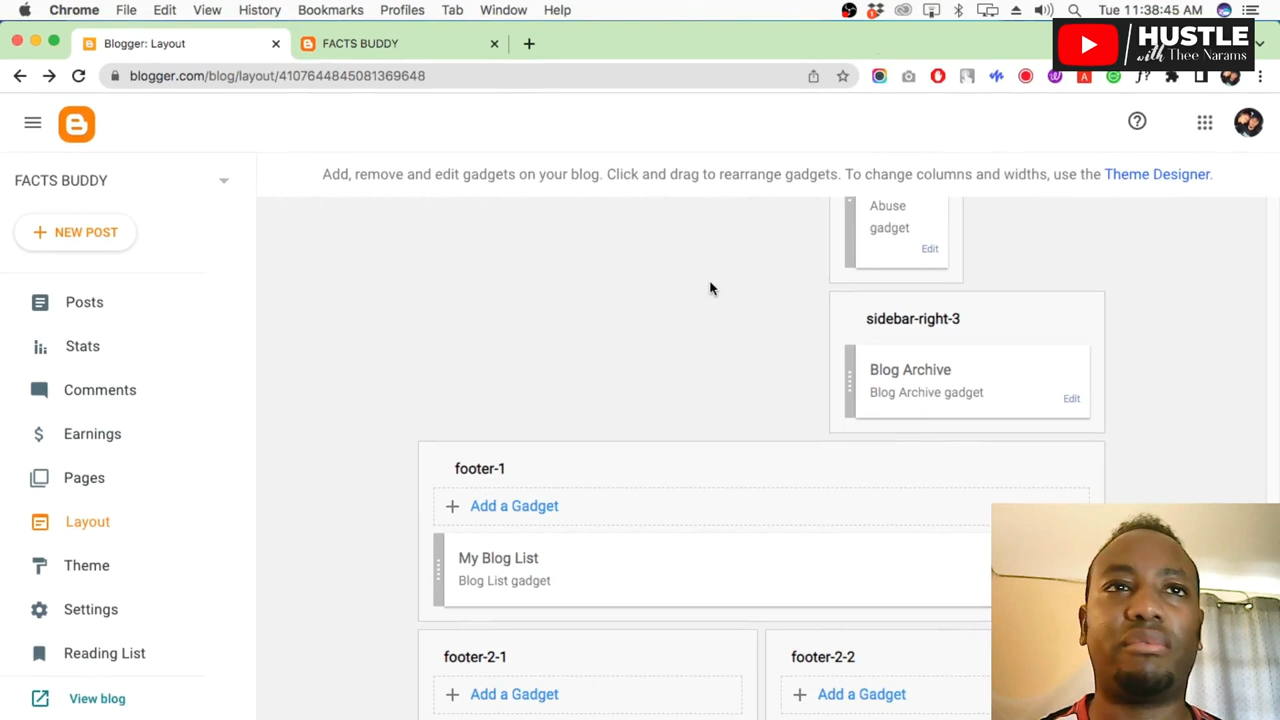 Chrome File Edit View History Bookmarks Profiles Tab Window Help Tue 11:38:45 AM
Blogger: Layout FACTS BUDDY
HUSTLE
with Thee Narams
blogger.com/blog/layout/4107644845081369648
FACTS BUDDY
Add, remove and edit gadgets on your blog. Click and drag to rearrange gadgets. To change columns and widths, use the Theme Designer.
NEW POST
Abuse
gadget
Edit
Posts
sidebar-right-3
Stats
Blog Archive
Blog Archive gadget
Edit
Comments
Earnings
footer-1
Pages
Add a Gadget
Layout
My Blog List
Blog List gadget
Theme
Settings
Reading List
footer-2-1 footer-2-2
View blog
Add a Gadget Add a Gadget